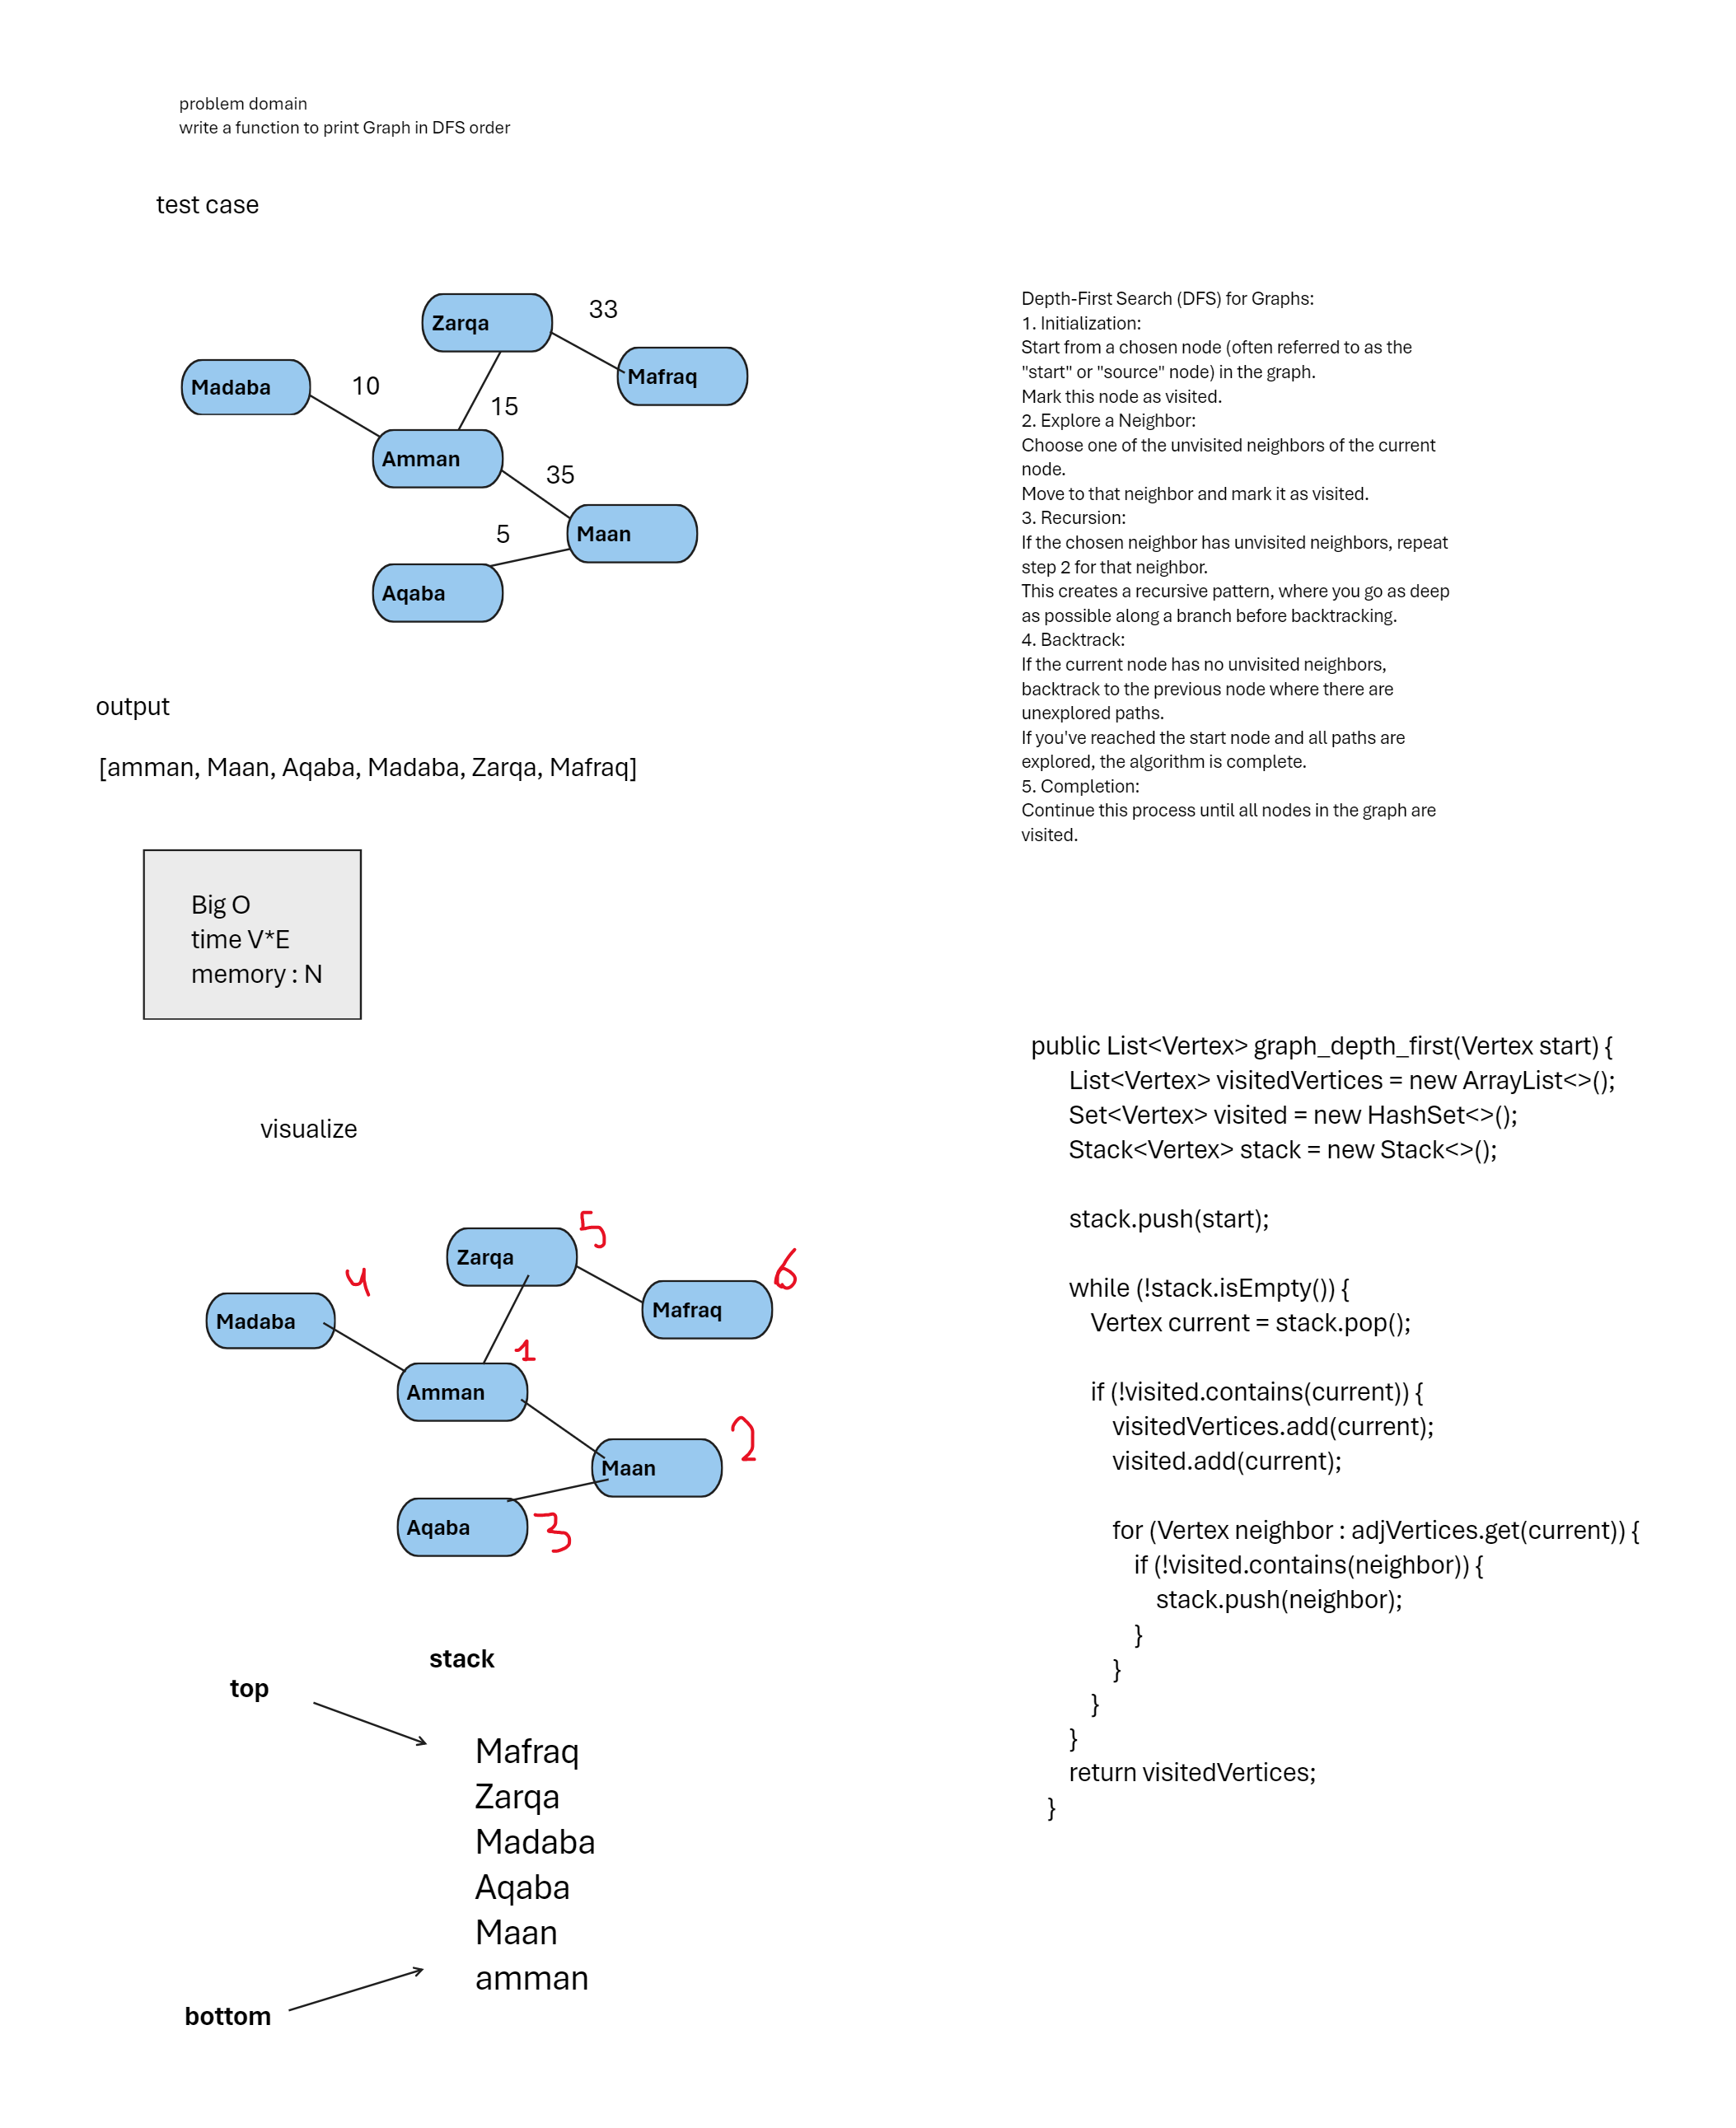 problem domain
write a function to print Graph in DFS order
test case
Zarqa
33
Mafraq
Madaba
10
15
Amman
35
Maan
5
Aqaba
output
[amman, Maan, Aqaba, Madaba, Zarqa, Mafraq]
Big O
time V*E
memory : N
visualize
Zarqa
5
Mafraq
6
Madaba
4
Amman
1
Maan
2
Aqaba
3
stack
top
Mafraq
Zarqa
Madaba
Aqaba
Maan
amman
bottom
Depth-First Search (DFS) for Graphs:
1. Initialization:
Start from a chosen node (often referred to as the
"start" or "source" node) in the graph.
Mark this node as visited.
2. Explore a Neighbor:
Choose one of the unvisited neighbors of the current
node.
Move to that neighbor and mark it as visited.
3. Recursion:
If the chosen neighbor has unvisited neighbors, repeat
step 2 for that neighbor.
This creates a recursive pattern, where you go as deep
as possible along a branch before backtracking.
4. Backtrack:
If the current node has no unvisited neighbors,
backtrack to the previous node where there are
unexplored paths.
If you've reached the start node and all paths are
explored, the algorithm is complete.
5. Completion:
Continue this process until all nodes in the graph are
visited.
public List<Vertex> graph_depth_first(Vertex start) {
List<Vertex> visitedVertices = new ArrayList<>();
Set<Vertex> visited = new HashSet<>();
Stack<Vertex> stack = new Stack<>();
stack.push(start);
while (!stack.isEmpty()) {
Vertex current = stack.pop();
if (!visited.contains(current)) {
visitedVertices.add(current);
visited.add(current);
for (Vertex neighbor : adjVertices.get(current)) {
if (!visited.contains(neighbor)) {
stack.push(neighbor);
}
}
}
}
return visitedVertices;
}